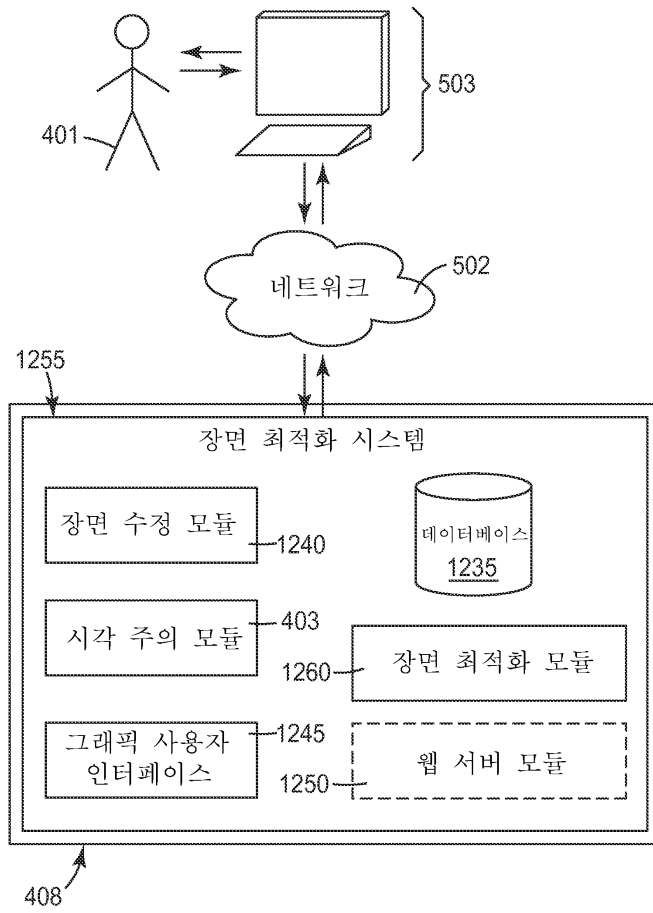 401
503
네트워크
502
1255
장면 최적화 시스템
장면 수정 모듈
1240
데이터베이스
1235
시각 주의 모듈
403
장면 최적화 모듈
1260
그래픽 사용자
인터페이스
1245
웹 서버 모듈
1250
408